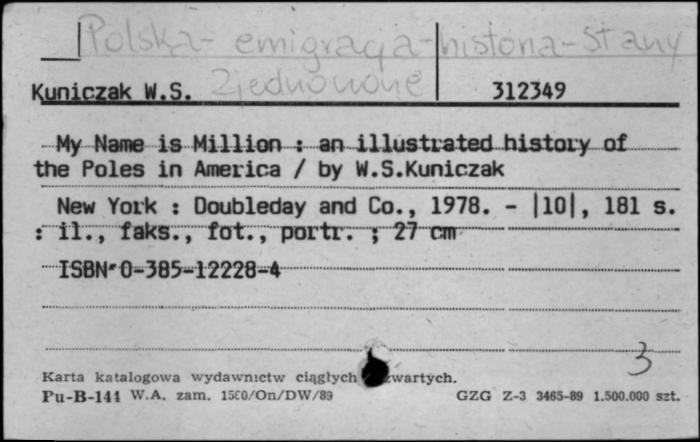 Polska - emigracja - historia - Stany
Zjednoczone
Kuniczak W.S. 312349
My Name is Million : an illustrated history of
the Poles in America / by W.S.Kuniczak
New York : Doubleday and Co., 1978. - |10|, 181 s.
: il., faks., fot., portr. ; 27 cm
ISBN 0-385-12228-4
3
Karta katalogowa wydawnictw ciągłych zwartych.
Pu-B-144 W.A. zam. 1560/On/DW/89 GZG Z-3 3465-89 1.500.000 szt.